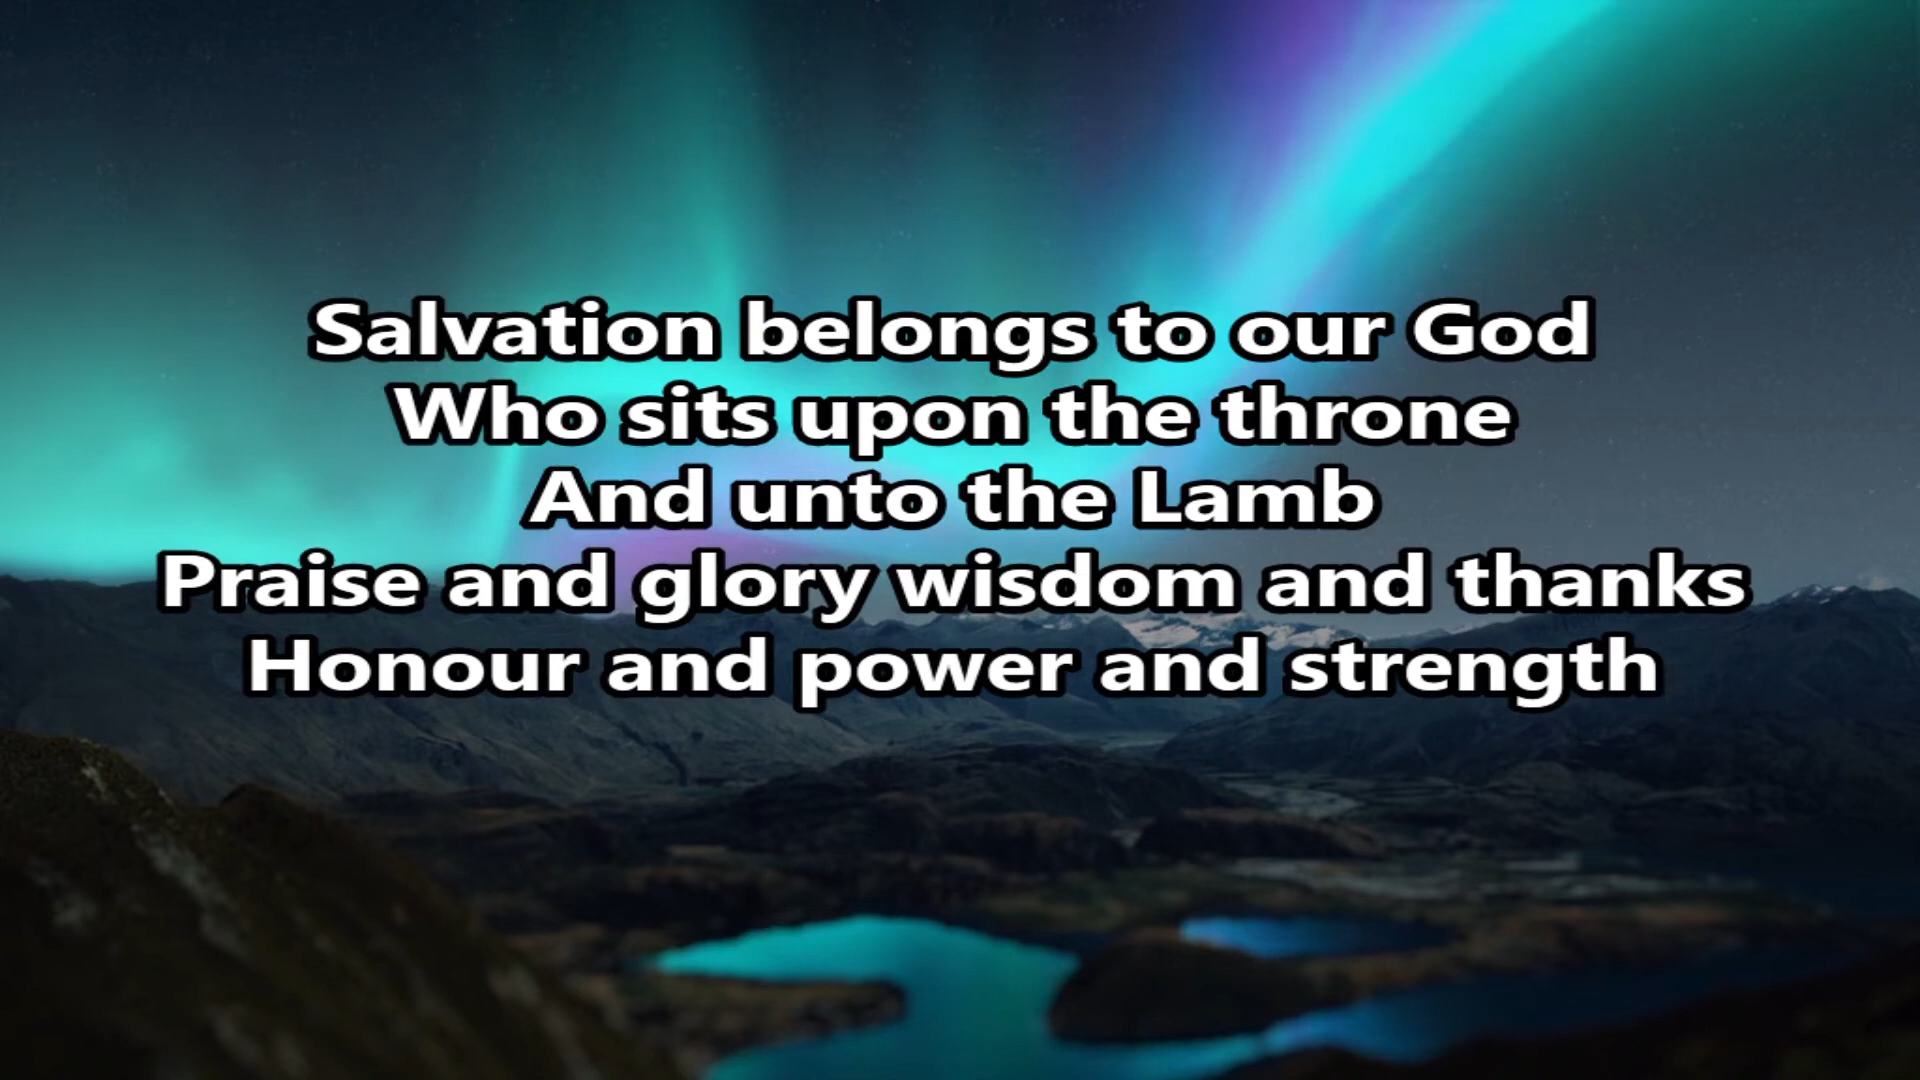 Salvation belongs to our God
Who sits upon the throne
And unto the Lamb
Praise and glory wisdom and thanks
Honour and power and strength